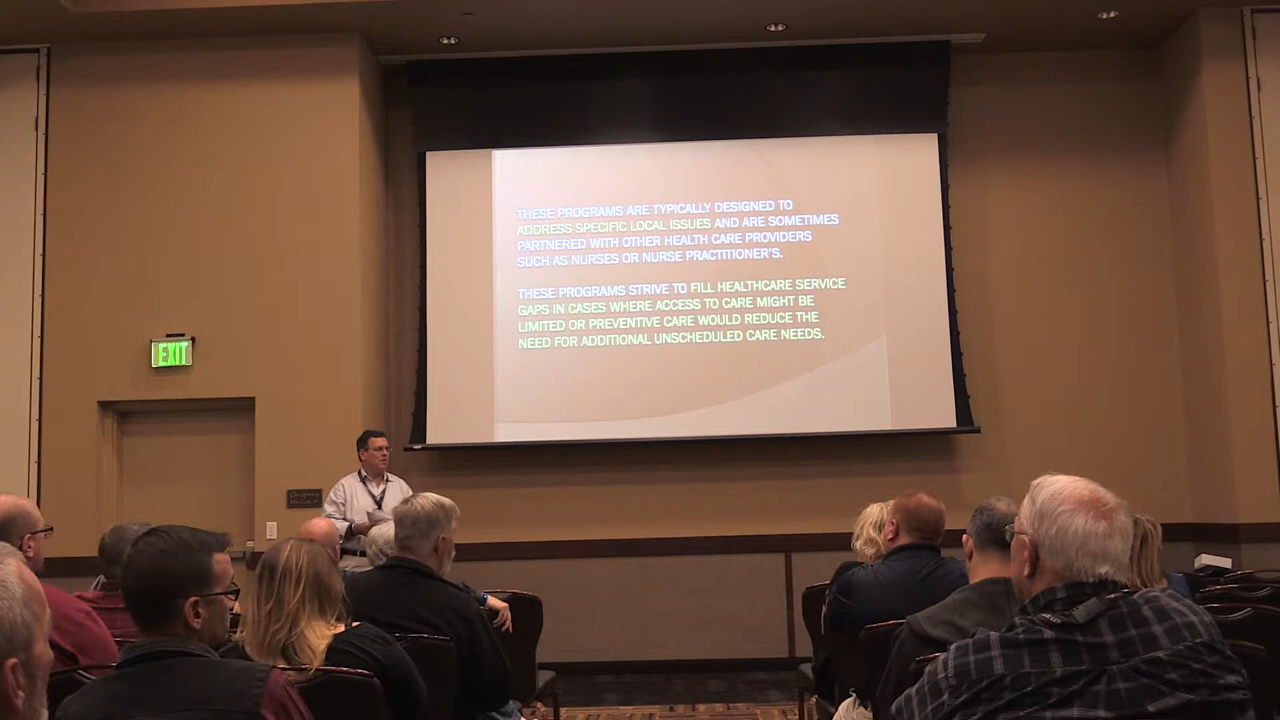 THESE PROGRAMS ARE TYPICALLY DESIGNED TO
ADDRESS SPECIFIC LOCAL ISSUES AND ARE SOMETIMES
PARTNERED WITH OTHER HEALTH CARE PROVIDERS
SUCH AS NURSES OR NURSE PRACTITIONER'S.
THESE PROGRAMS STRIVE TO FILL HEALTHCARE SERVICE
GAPS IN CASES WHERE ACCESS TO CARE MIGHT BE
LIMITED OR PREVENTIVE CARE WOULD REDUCE THE
NEED FOR ADDITIONAL UNSCHEDULED CARE NEEDS.
EXIT